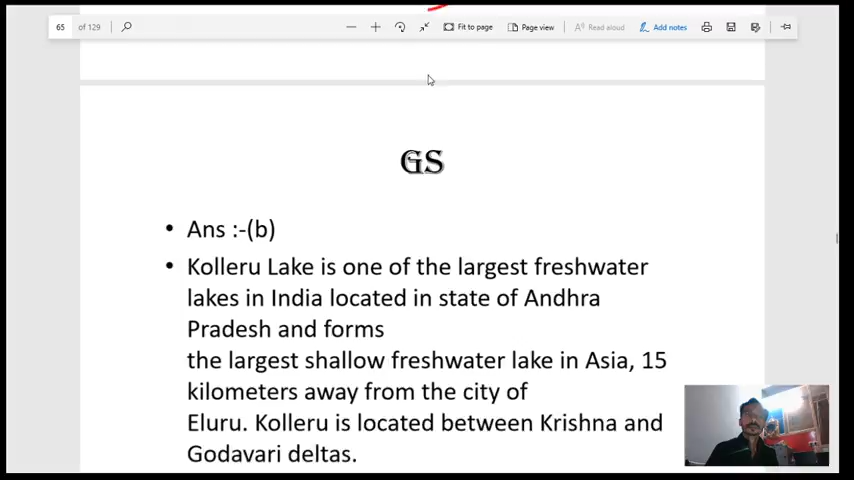 65 of 129 Fit to page Page view Read aloud Add notes
GS
• Ans :-(b)
• Kolleru Lake is one of the largest freshwater
lakes in India located in state of Andhra
Pradesh and forms
the largest shallow freshwater lake in Asia, 15
kilometers away from the city of
Eluru. Kolleru is located between Krishna and
Godavari deltas.